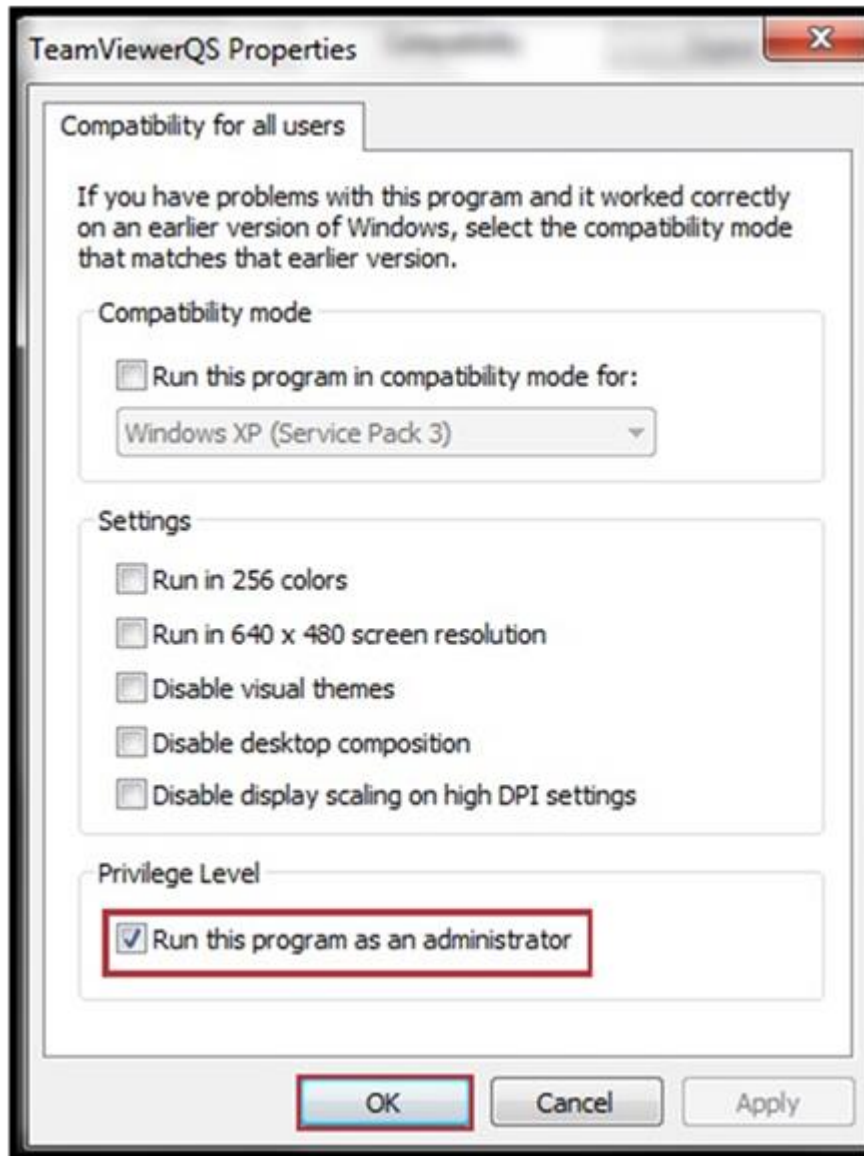 TeamViewerQS Properties
Compatibility for all users
If you have problems with this program and it worked correctly
on an earlier version of Windows, select the compatibility mode
that matches that earlier version.
Compatibility mode
Run this program in compatibility mode for:
Windows XP (Service Pack 3)
Settings
Run in 256 colors
Run in 640 x 480 screen resolution
Disable visual themes
Disable desktop composition
Disable display scaling on high DPI settings
Privilege Level
Run this program as an administrator
OK
Cancel
Apply